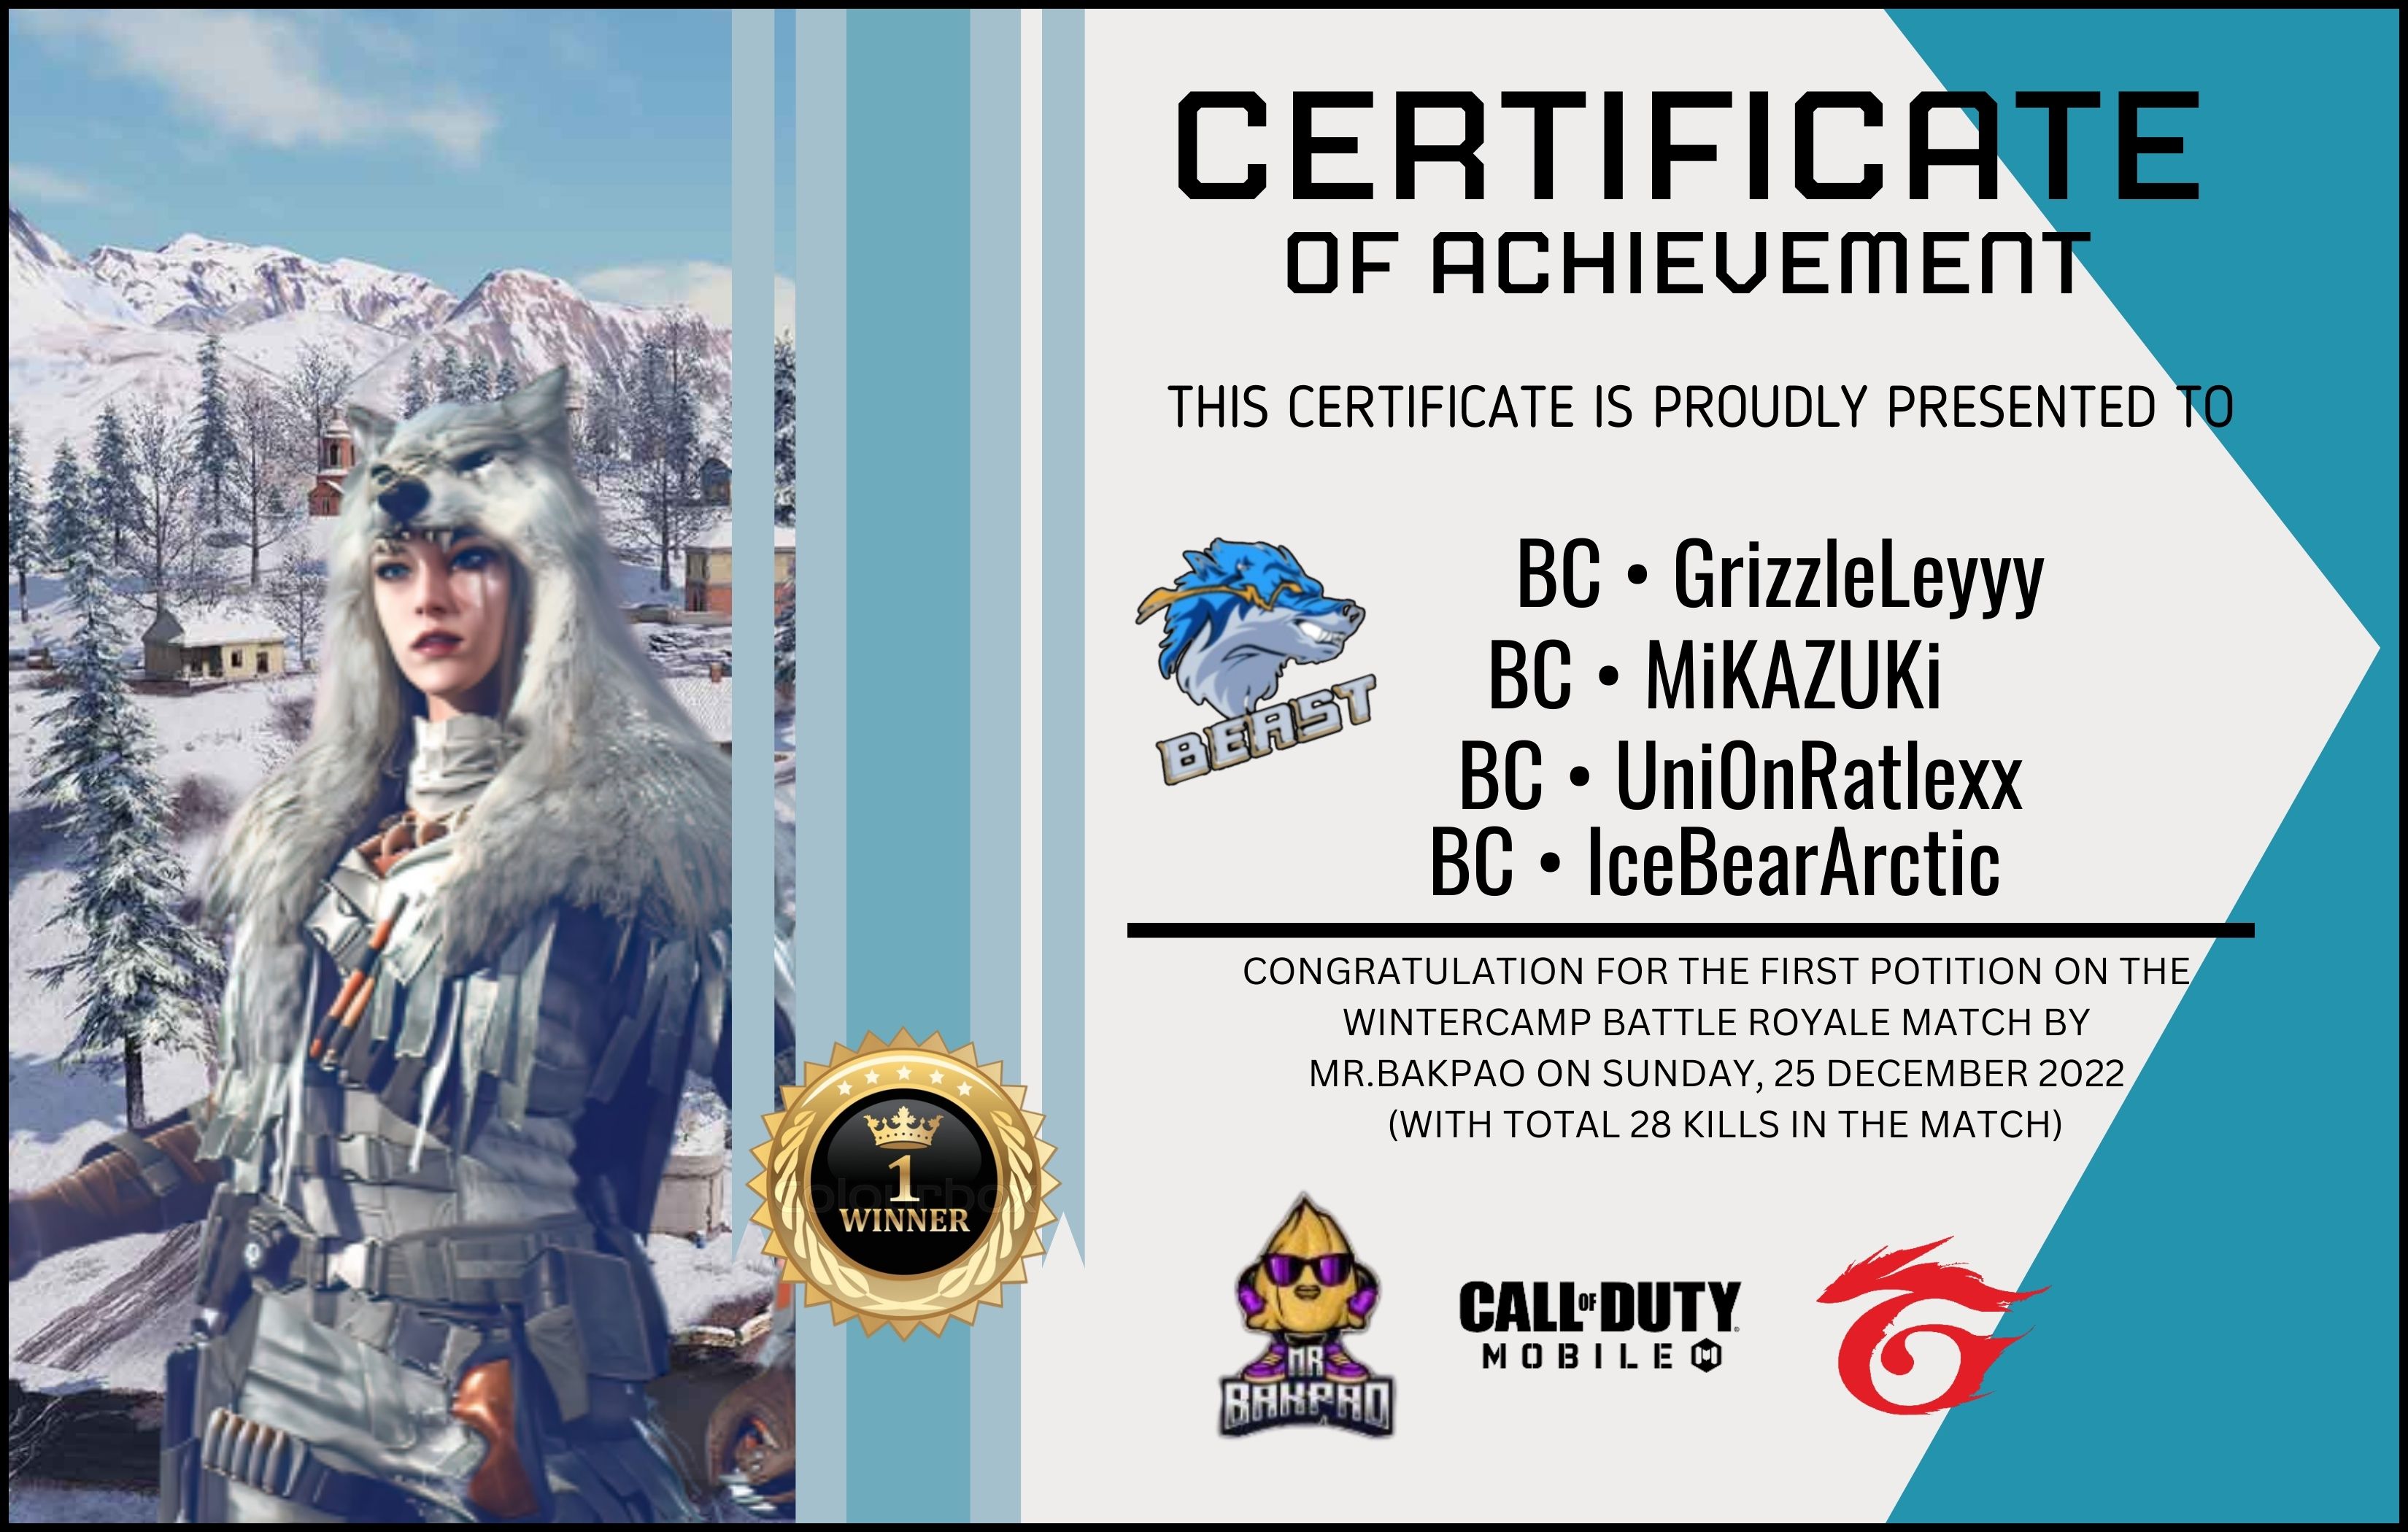 CERTIFICATE
OF ACHIEVEMENT
THIS CERTIFICATE IS PROUDLY PRESENTED TO
BC • GrizzleLeyyy
BC • MiKAZUKi
BC • Uni0nRatlexx
BC • IceBearArctic
BEAST
CONGRATULATION FOR THE FIRST POTITION ON THE
WINTERCAMP BATTLE ROYALE MATCH BY
MR.BAKPAO ON SUNDAY, 25 DECEMBER 2022
(WITH TOTAL 28 KILLS IN THE MATCH)
1
colourbox
WINNER
MR
BAKPAO
CALL OF DUTY
MOBILE